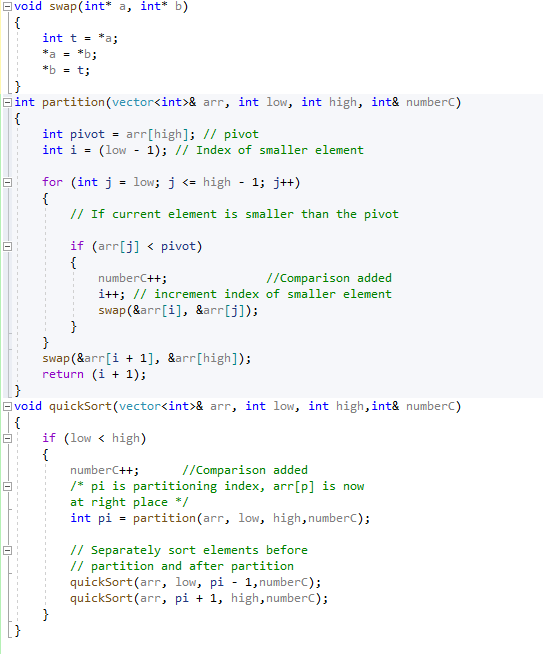 void swap(int* a, int* b)
{
    int t = *a;
    *a = *b;
    *b = t;
}
int partition(vector<int>& arr, int low, int high, int& numberC)
{
    int pivot = arr[high]; // pivot
    int i = (low - 1); // Index of smaller element

    for (int j = low; j <= high - 1; j++)
    {
        // If current element is smaller than the pivot

        if (arr[j] < pivot)
        {
            numberC++;              //Comparison added
            i++; // increment index of smaller element
            swap(&arr[i], &arr[j]);
        }
    }
    swap(&arr[i + 1], &arr[high]);
    return (i + 1);
}
void quickSort(vector<int>& arr, int low, int high,int& numberC)
{
    if (low < high)
    {
        numberC++;      //Comparison added
        /* pi is partitioning index, arr[p] is now
        at right place */
        int pi = partition(arr, low, high,numberC);

        // Separately sort elements before
        // partition and after partition
        quickSort(arr, low, pi - 1,numberC);
        quickSort(arr, pi + 1, high,numberC);
    }
}